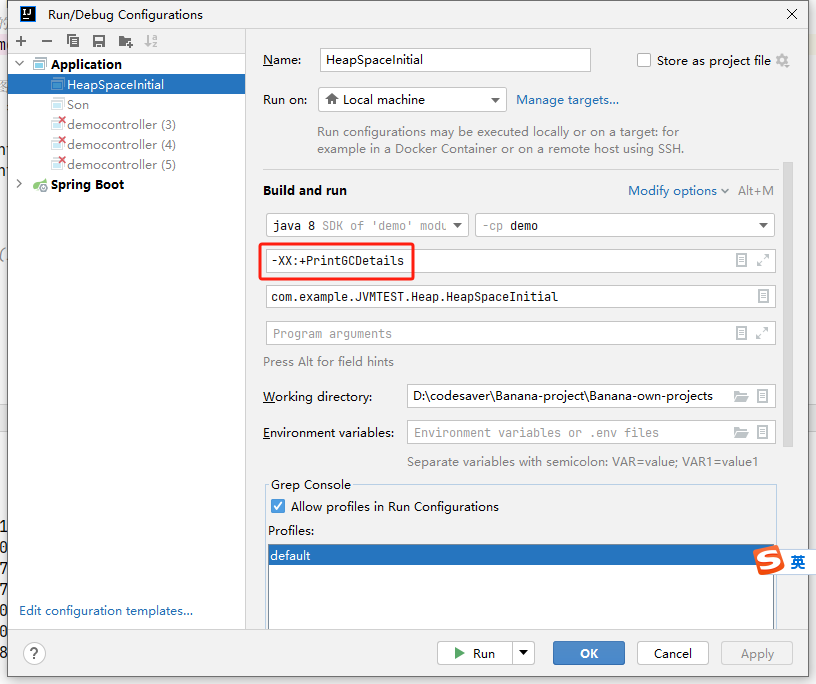 Run/Debug Configurations
Application
HeapSpaceInitial
Son
democontroller (3)
democontroller (4)
democontroller (5)
Spring Boot
Edit configuration templates...
Name: HeapSpaceInitial Store as project file
Run on: Local machine Manage targets...
Run configurations may be executed locally or on a target: for
example in a Docker Container or on a remote host using SSH.
Build and run Modify options Alt+M
java 8 SDK of 'demo' modu -cp demo
-XX:+PrintGCDetails
com.example.JVMTEST.Heap.HeapSpaceInitial
Program arguments
Press Alt for field hints
Working directory: D:\codesaver\Banana-project\Banana-own-projects
Environment variables: Environment variables or .env files
Separate variables with semicolon: VAR=value; VAR1=value1
Grep Console
Allow profiles in Run Configurations
Profiles:
default
英
? Run OK Cancel Apply